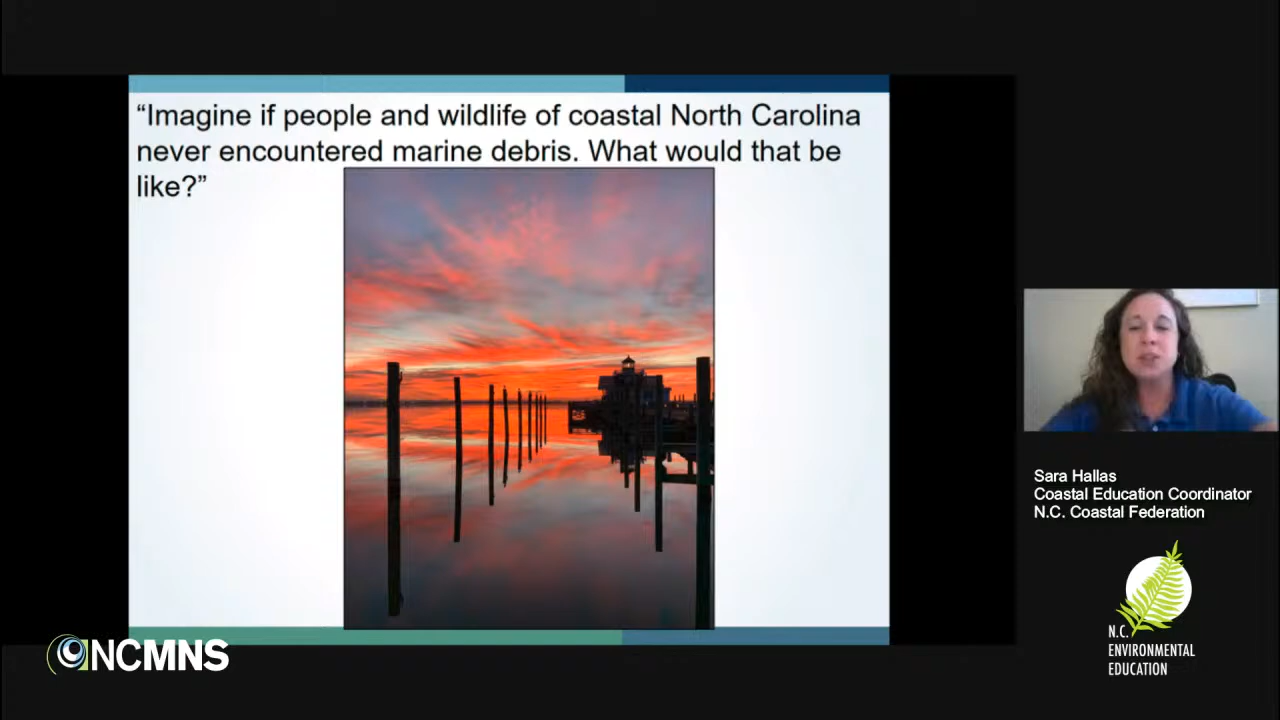 “Imagine if people and wildlife of coastal North Carolina
never encountered marine debris. What would that be
like?”
Sara Hallas
Coastal Education Coordinator
N.C. Coastal Federation
N.C.
ENVIRONMENTAL
EDUCATION
NCMNS